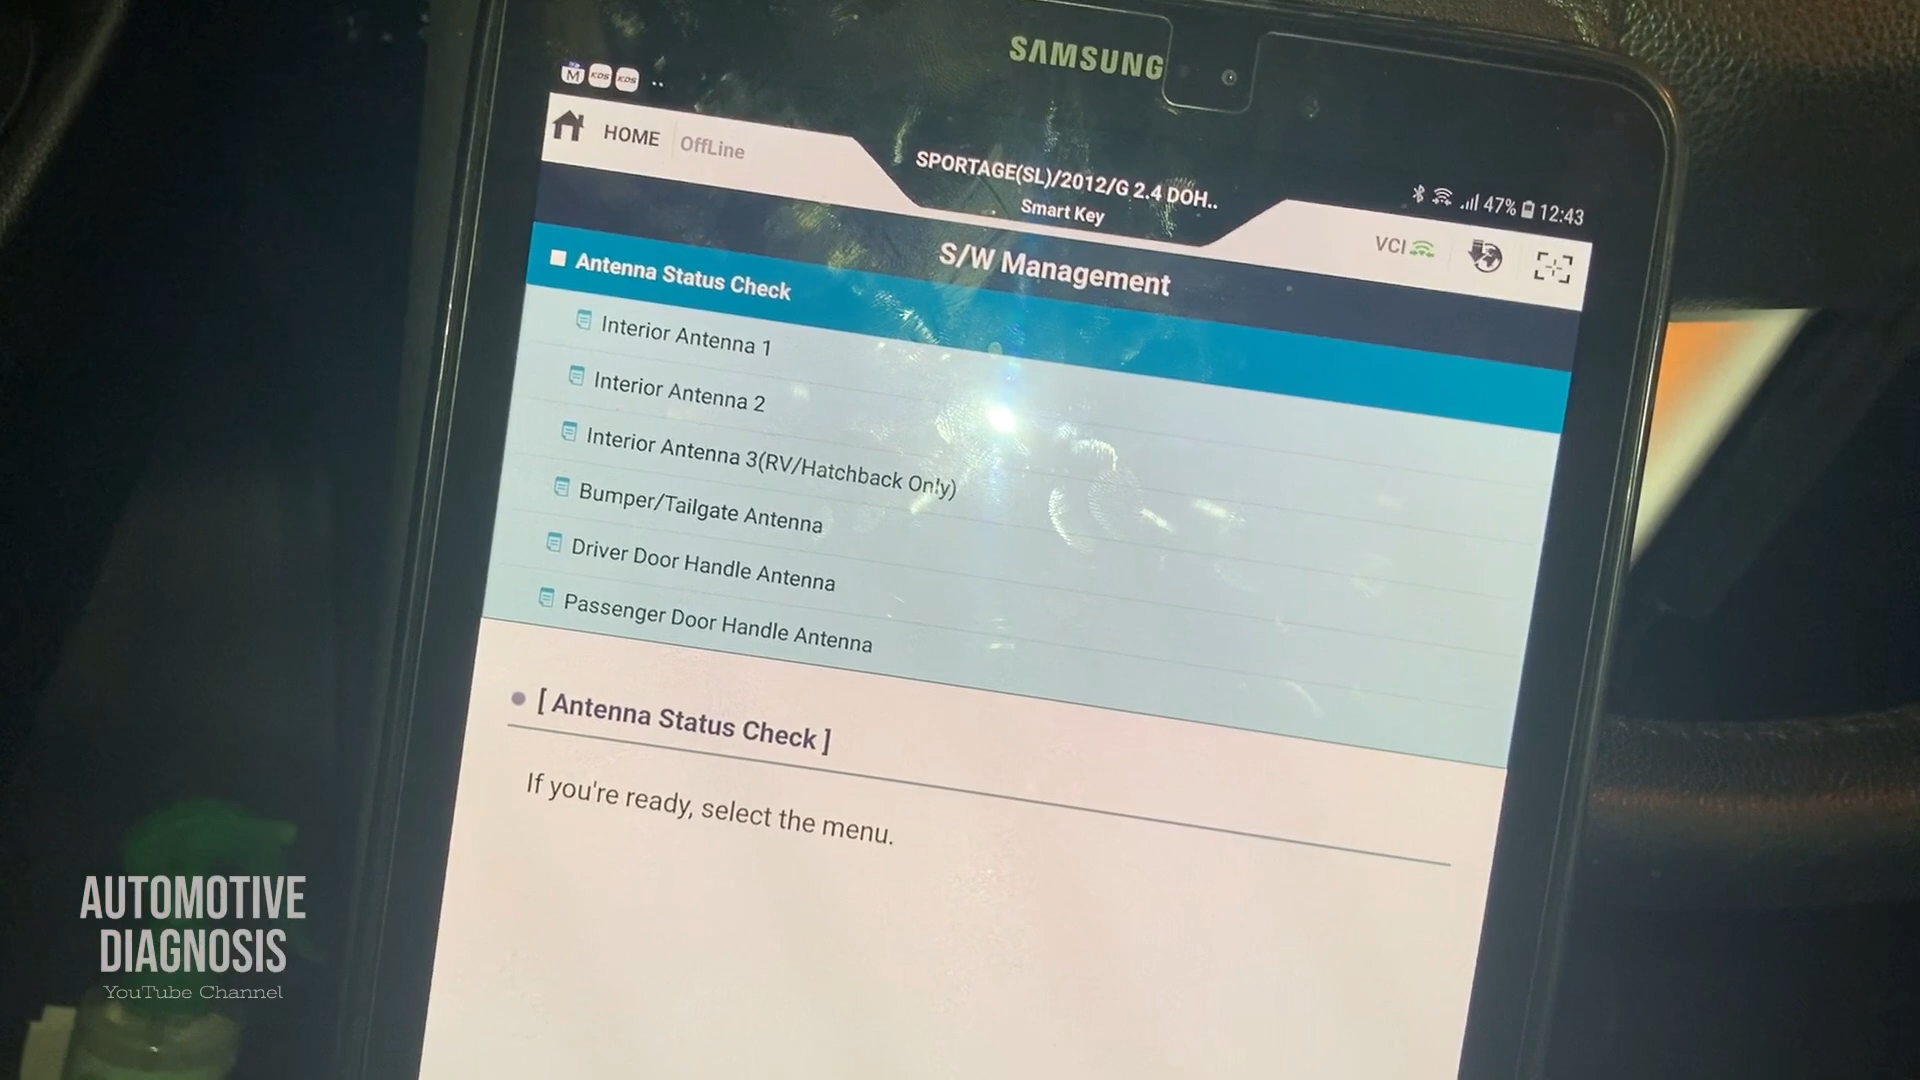 SAMSUNG
M KDS KDS ..
HOME OffLine
SPORTAGE(SL)/2012/G 2.4 DOH..
Smart Key
47% 12:43
VCI
S/W Management
Antenna Status Check
Interior Antenna 1
Interior Antenna 2
Interior Antenna 3(RV/Hatchback Only)
Bumper/Tailgate Antenna
Driver Door Handle Antenna
Passenger Door Handle Antenna
[ Antenna Status Check ]
If you're ready, select the menu.
AUTOMOTIVE
DIAGNOSIS
YouTube Channel